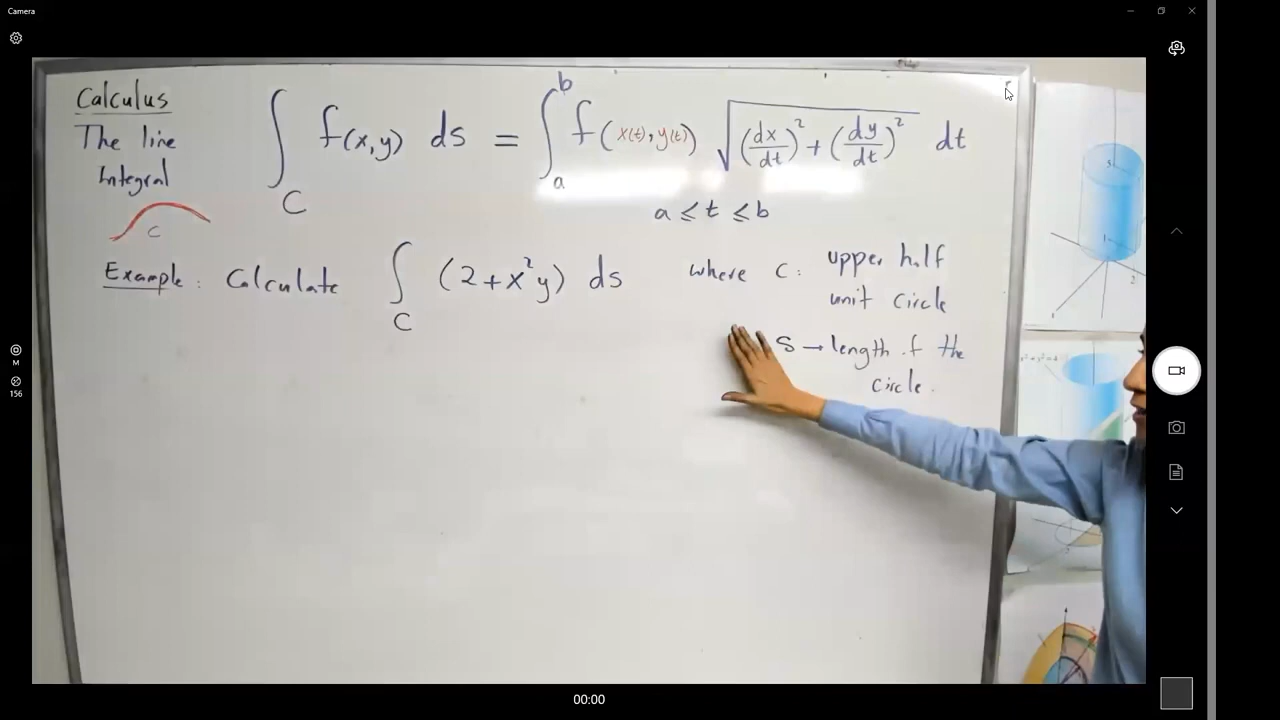 Camera
Calculus
The line
Integral
C
∫_C f(x,y) ds = ∫_a^b f(x(t), y(t)) √((dx/dt)² + (dy/dt)²) dt
a ≤ t ≤ b
Example: Calculate ∫_C (2+x²y) ds where C: upper half
unit circle
S → length of the
circle.
M
156
00:00